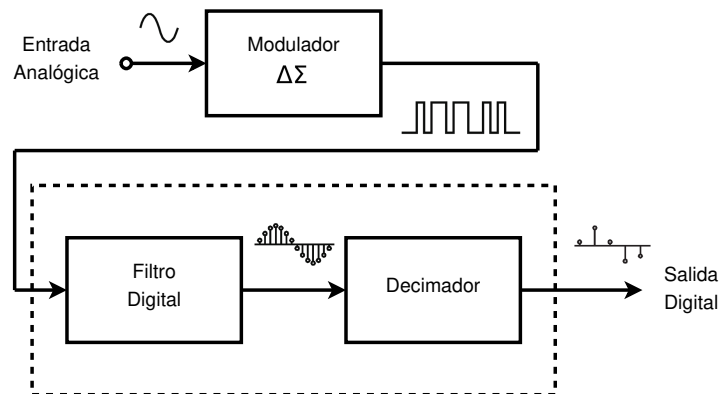 Entrada
Analógica
Modulador
ΔΣ
Filtro
Digital
Decimador
Salida
Digital